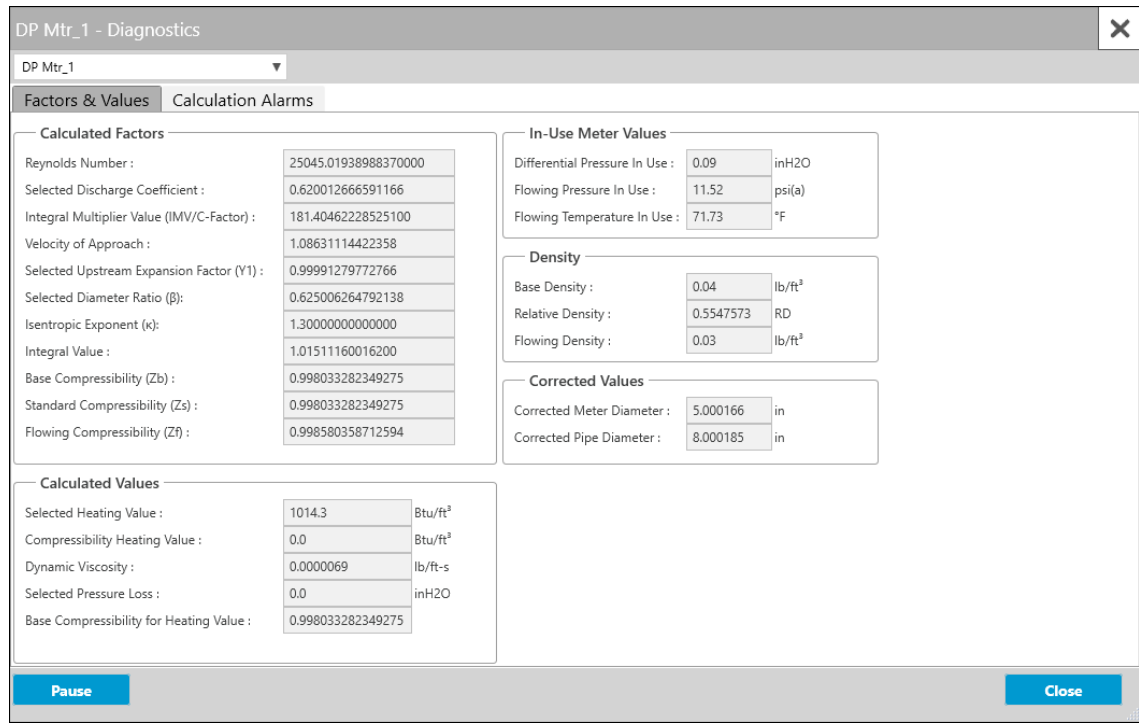 DP Mtr_1 - Diagnostics
DP Mtr_1
Factors & Values Calculation Alarms
Calculated Factors
Reynolds Number : 25045.01938988370000
Selected Discharge Coefficient : 0.620012666591166
Integral Multiplier Value (IMV/C-Factor) : 181.40462228525100
Velocity of Approach : 1.08631114422358
Selected Upstream Expansion Factor (Y1) : 0.99991279772766
Selected Diameter Ratio (β): 0.625006264792138
Isentropic Exponent (κ): 1.30000000000000
Integral Value : 1.01511160016200
Base Compressibility (Zb) : 0.998033282349275
Standard Compressibility (Zs) : 0.998033282349275
Flowing Compressibility (Zf) : 0.998580358712594
In-Use Meter Values
Differential Pressure In Use : 0.09 inH2O
Flowing Pressure In Use : 11.52 psi(a)
Flowing Temperature In Use : 71.73 °F
Density
Base Density : 0.04 lb/ft³
Relative Density : 0.5547573 RD
Flowing Density : 0.03 lb/ft³
Corrected Values
Corrected Meter Diameter : 5.000166 in
Corrected Pipe Diameter : 8.000185 in
Calculated Values
Selected Heating Value : 1014.3 Btu/ft³
Compressibility Heating Value : 0.0 Btu/ft³
Dynamic Viscosity : 0.0000069 lb/ft-s
Selected Pressure Loss : 0.0 inH2O
Base Compressibility for Heating Value : 0.998033282349275
Pause Close